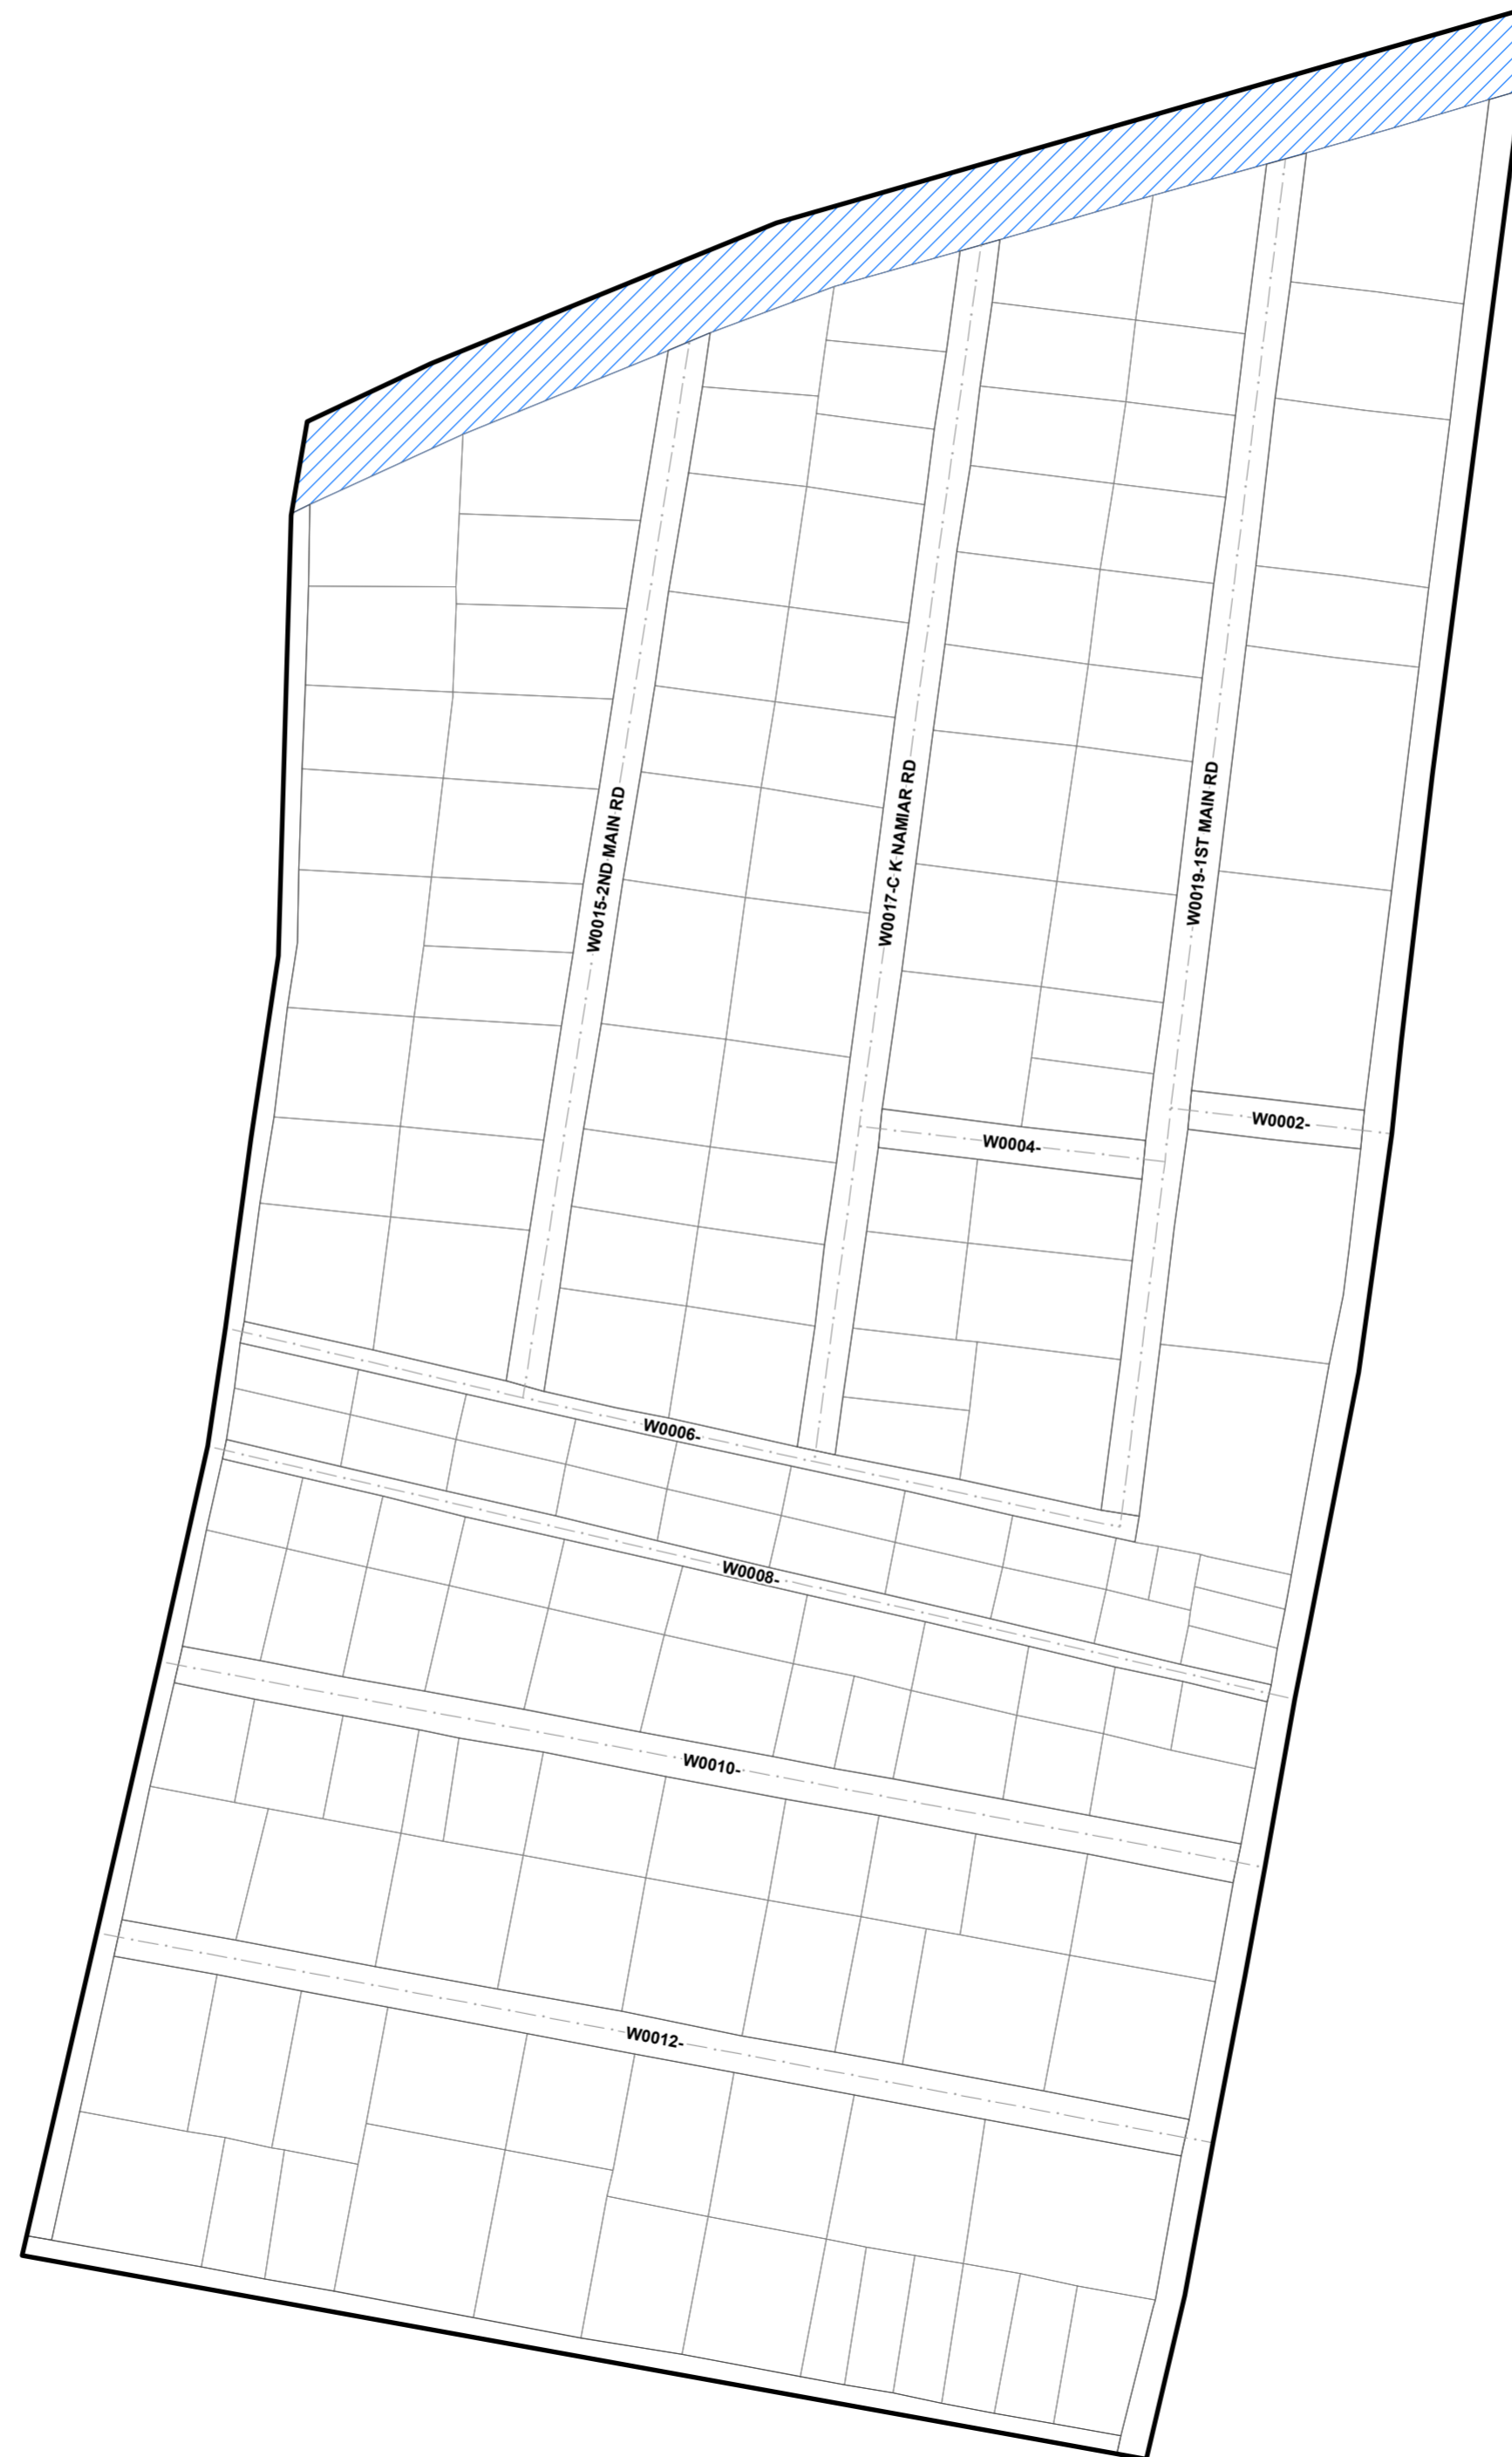 W0015-2ND MAIN RD
W0017-C K NAMIAR RD
W0019-1ST MAIN RD
W0002-
W0004-
W0006-
W0008-
W0010-
W0012-